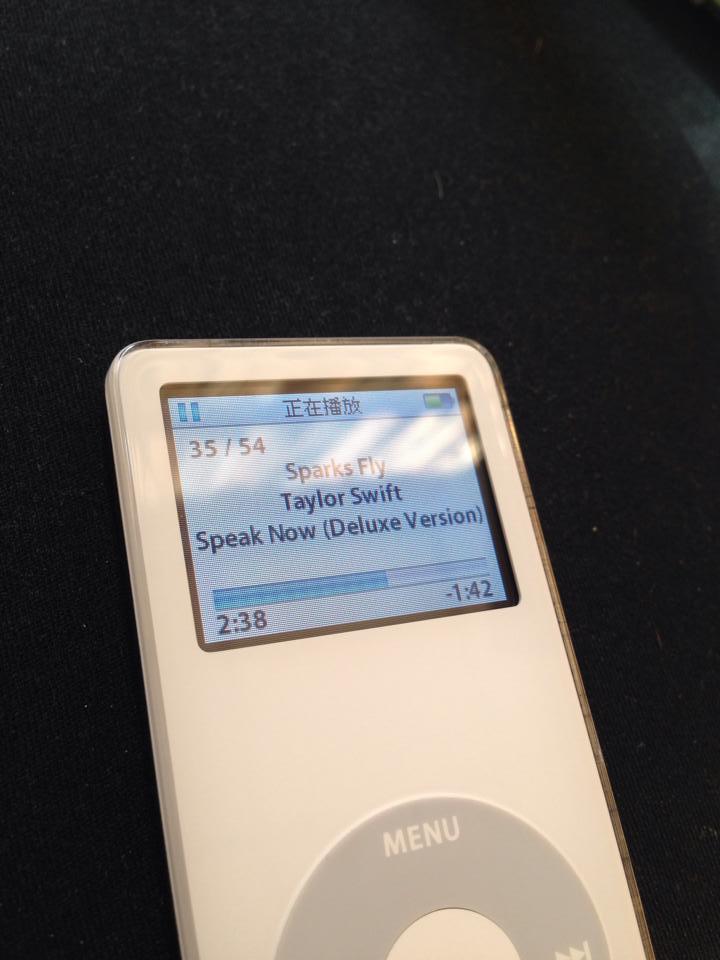 正在播放
35 / 54
Sparks Fly
Taylor Swift
Speak Now (Deluxe Version)
2:38 -1:42
MENU